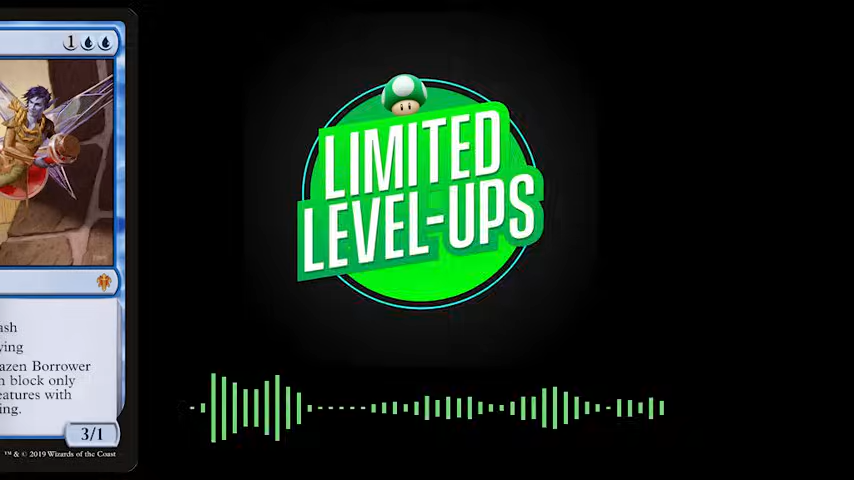 1
LIMITED
LEVEL-UPS
ash
ying
azen Borrower
n block only
eatures with
ing.
3/1
™ & © 2019 Wizards of the Coast